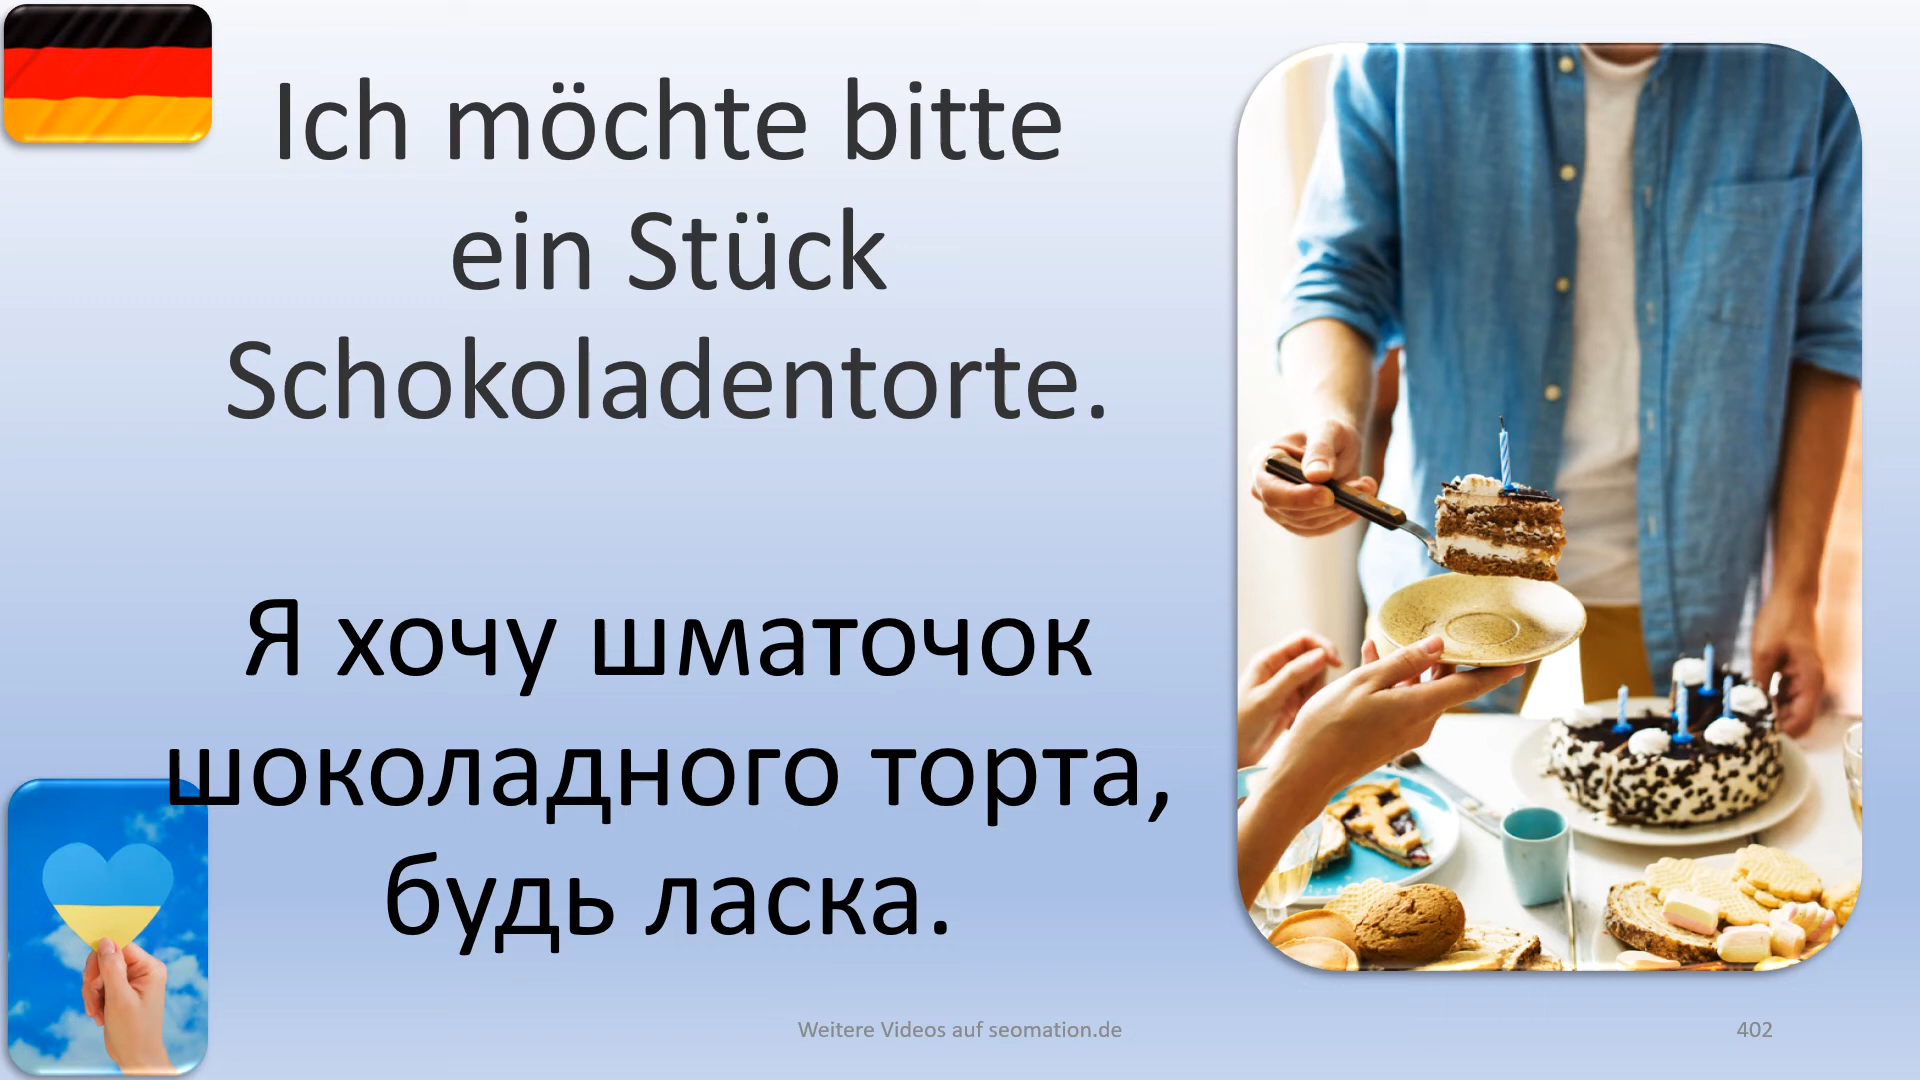 Ich möchte bitte
ein Stück
Schokoladentorte.
Я хочу шматочок
шоколадного торта,
будь ласка.
Weitere Videos auf seomation.de
402